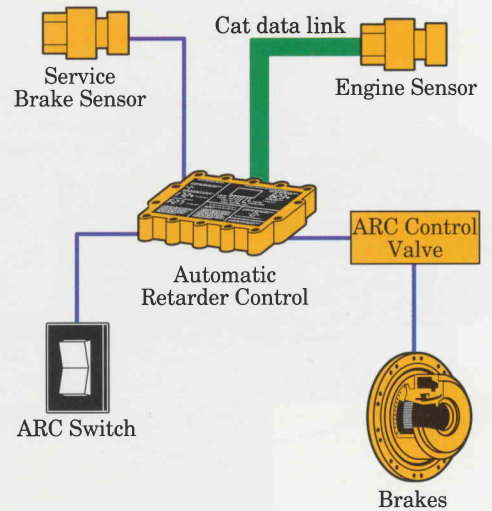 Cat data link
Service
Brake Sensor
Engine Sensor
ARC Control
Valve
Automatic
Retarder Control
ARC Switch
Brakes